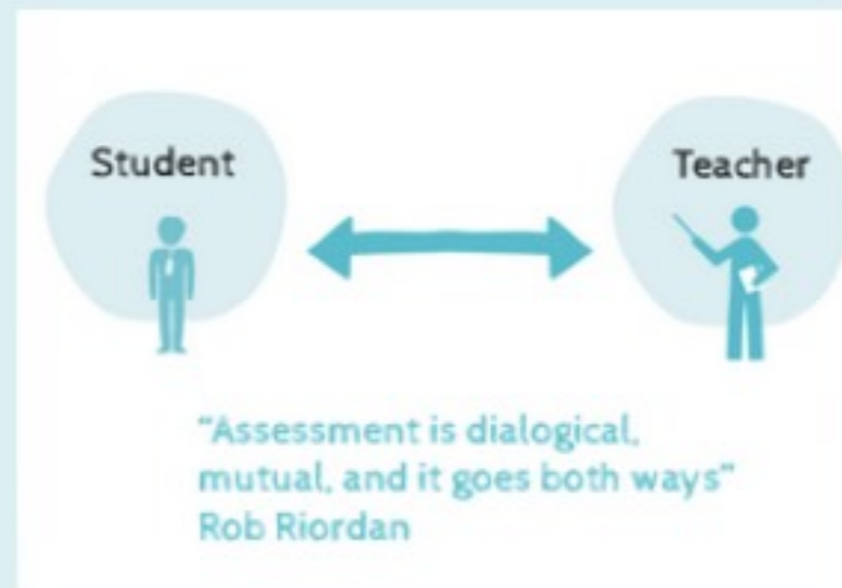 Student
Teacher
"Assessment is dialogical,
mutual, and it goes both ways"
Rob Riordan